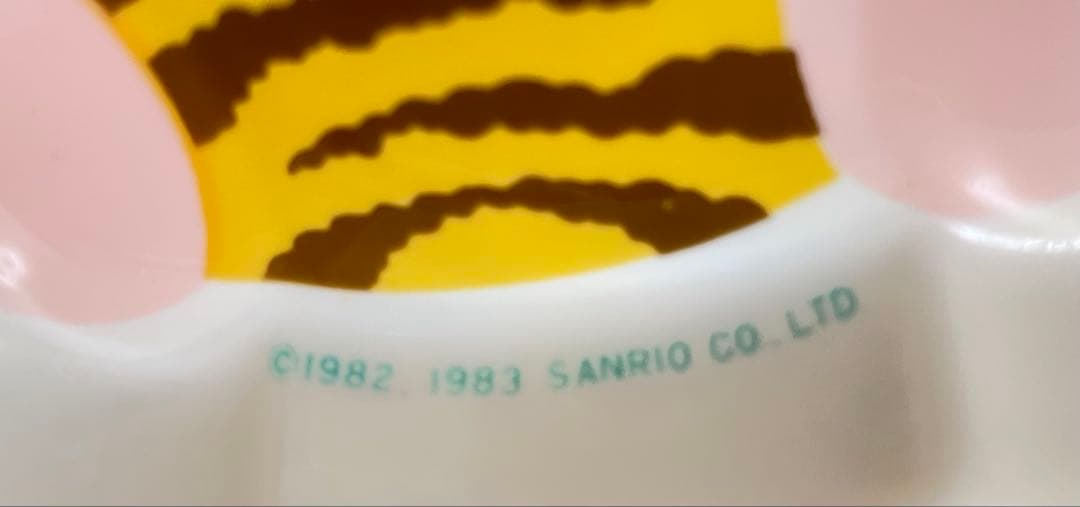 ©1982, 1983 SANRIO CO., LTD